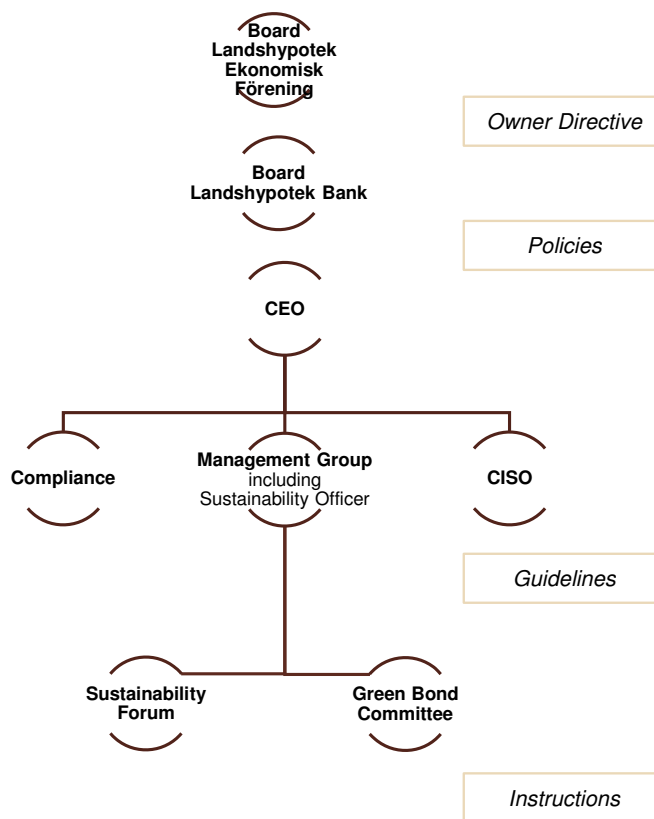 Board
Landshypotek
Ekonomisk
Förening
Owner Directive
Board
Landshypotek Bank
Policies
CEO
Compliance
Management Group
including
Sustainability Officer
CISO
Guidelines
Sustainability
Forum
Green Bond
Committee
Instructions